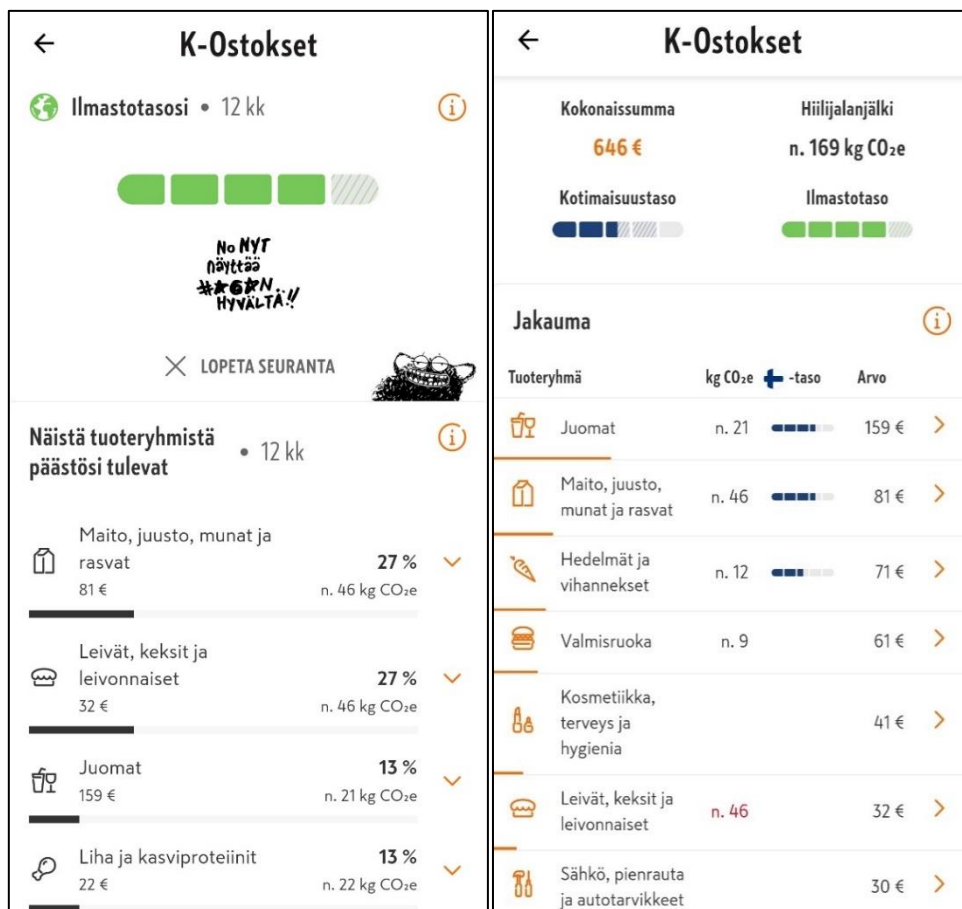 K-Ostokset
Ilmastotasosi • 12 kk
No NYT
näyttää
#*6*N
HYVÄLTÄ!!
LOPETA SEURANTA
Näistä tuoteryhmistä
päästösi tulevat • 12 kk
Maito, juusto, munat ja
rasvat 27 %
81 € n. 46 kg CO₂e
Leivät, keksit ja
leivonnaiset 27 %
32 € n. 46 kg CO₂e
Juomat 13 %
159 € n. 21 kg CO₂e
Liha ja kasviproteiinit 13 %
22 € n. 22 kg CO₂e
K-Ostokset
Kokonaissumma Hiilijalanjälki
646 € n. 169 kg CO₂e
Kotimaisuustaso Ilmastotaso
Jakauma
Tuoteryhmä kg CO₂e -taso Arvo
Juomat n. 21 159 €
Maito, juusto,
munat ja rasvat n. 46 81 €
Hedelmät ja
vihannekset n. 12 71 €
Valmisruoka n. 9 61 €
Kosmetiikka,
terveys ja 41 €
hygienia
Leivät, keksit ja
leivonnaiset n. 46 32 €
Sähkö, pienrauta
ja autotarvikkeet 30 €